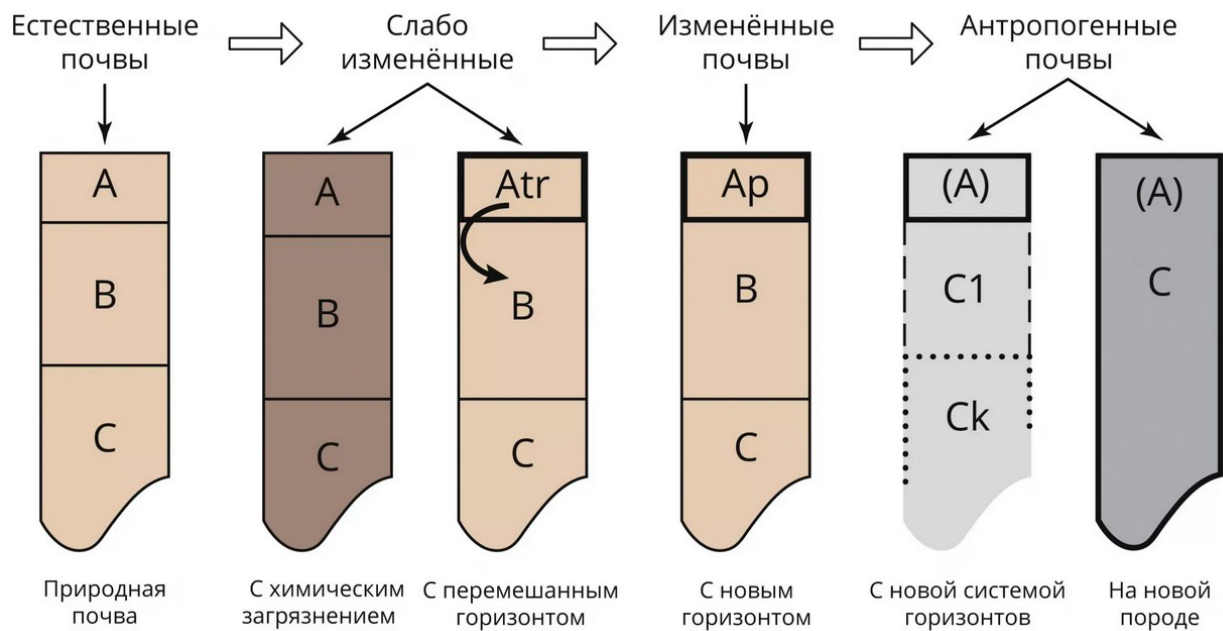 Естественные
почвы
Слабо
изменённые
Изменённые
почвы
Антропогенные
почвы
A
B
C
A
B
C
Atr
B
C
Ap
B
C
(A)
C1
Ck
(A)
C
Природная
почва
С химическим
загрязнением
С перемешанным
горизонтом
С новым
горизонтом
С новой системой
горизонтов
На новой
породе